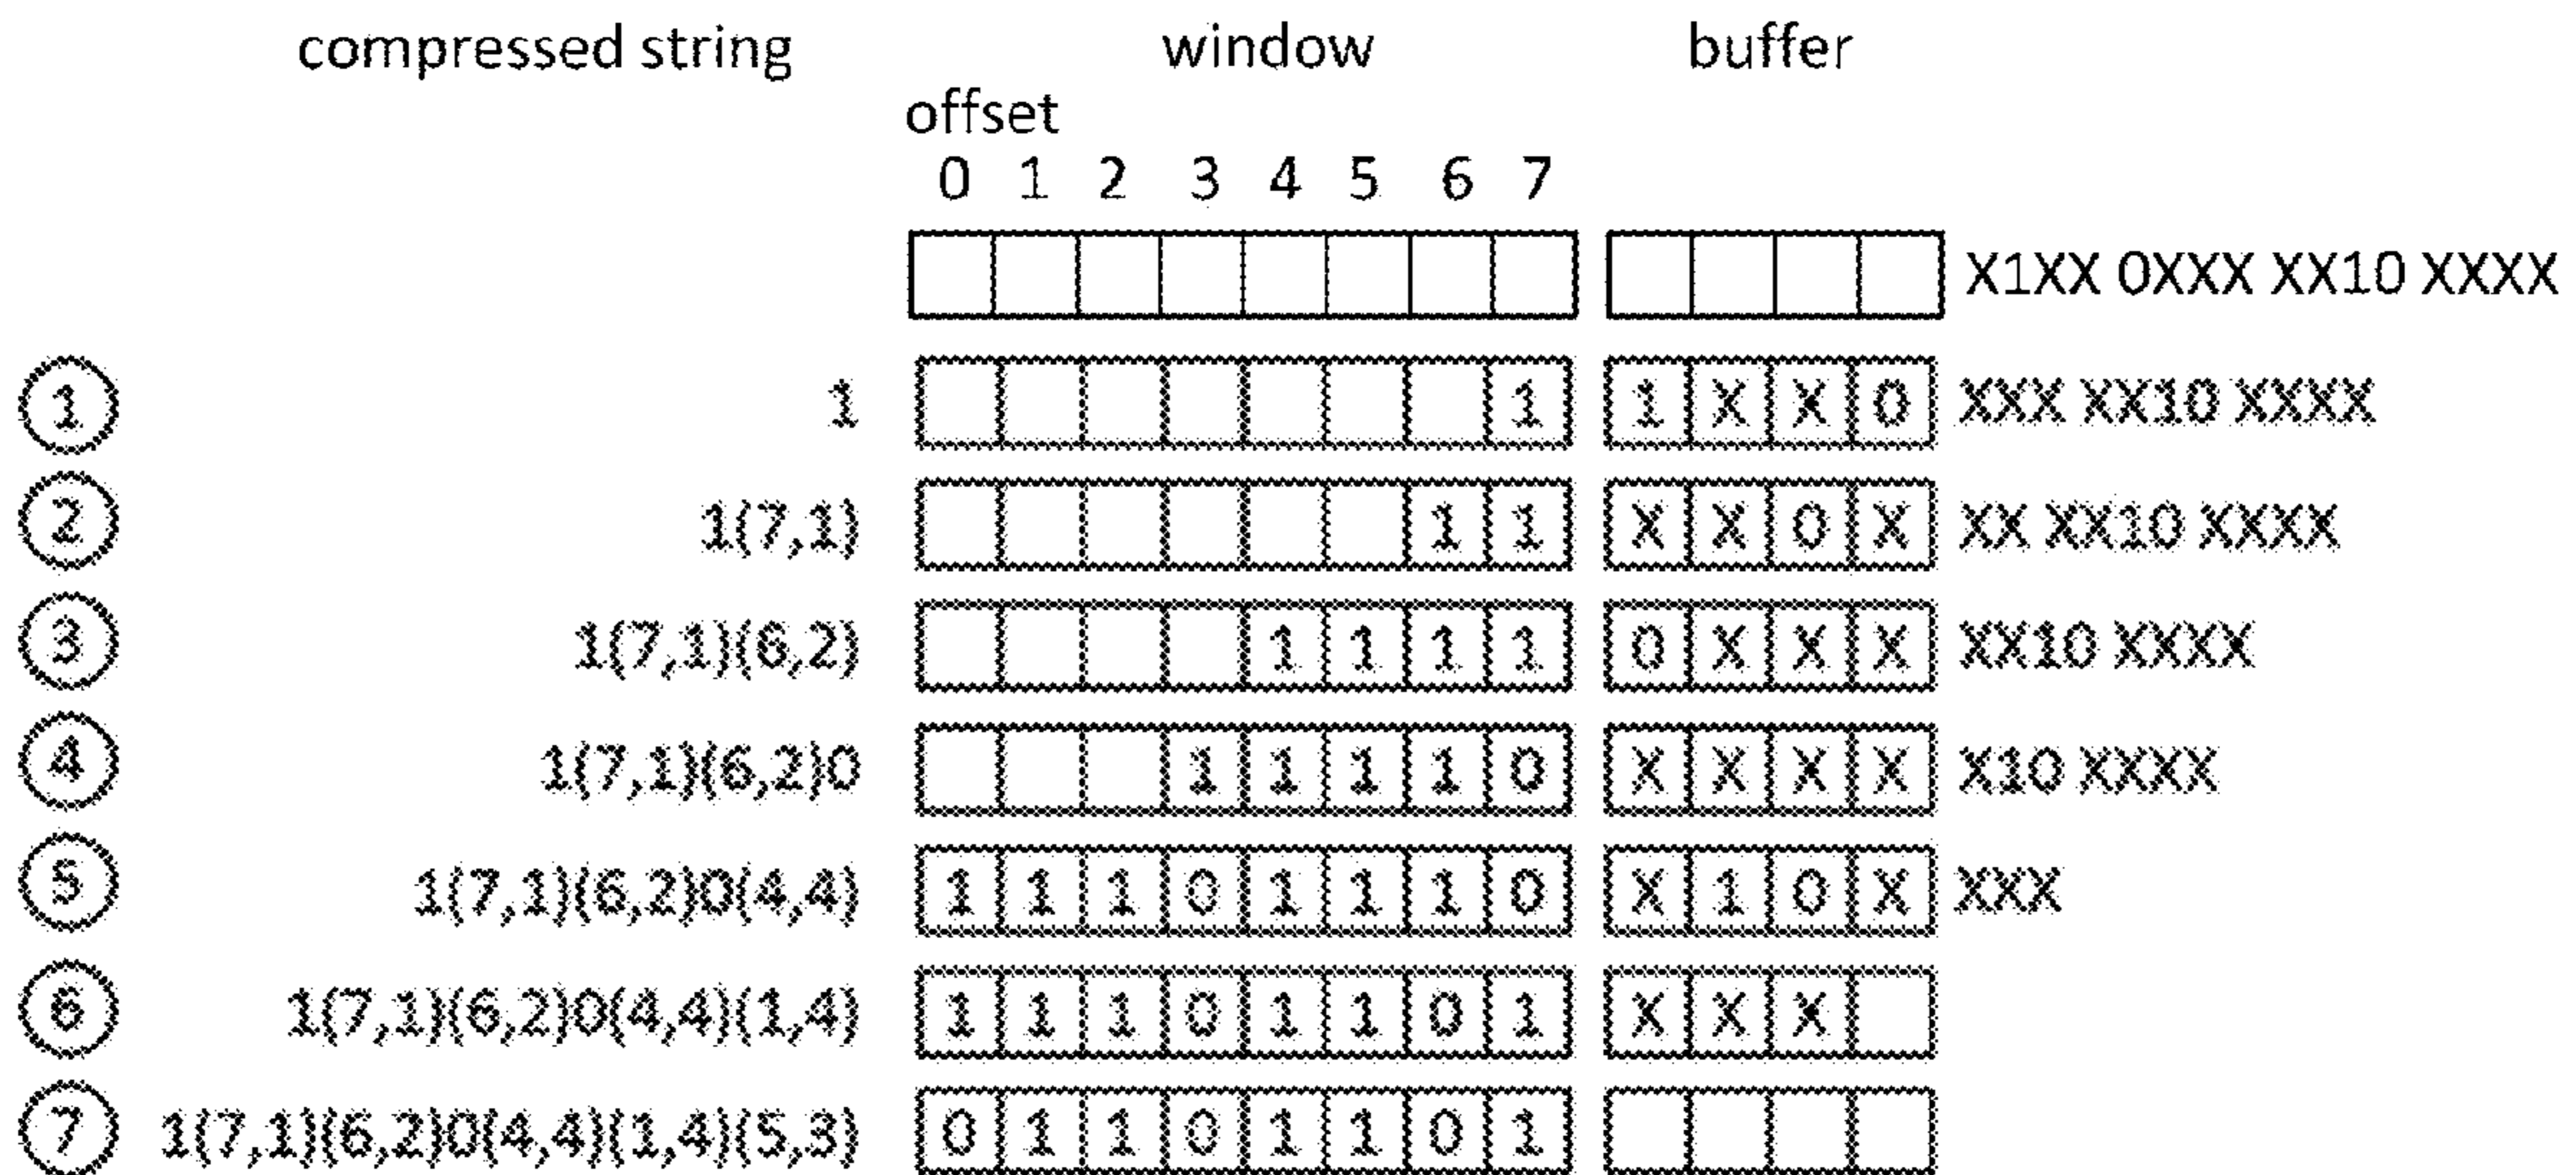 compressed string window buffer
offset
0 1 2 3 4 5 6 7
X1XX 0XXX XX10 XXXX
1 1 1 1 X X 0 XXX XX10 XXXX
2 1(7,1) 1 1 X X 0 X XX XX10 XXXX
3 1(7,1)(6,2) 1 1 1 1 0 X X X XX10 XXXX
4 1(7,1)(6,2)0 1 1 1 1 0 X X X X X10 XXXX
5 1(7,1)(6,2)0(4,4) 1 1 1 0 1 1 1 0 X 1 0 X XXX
6 1(7,1)(6,2)0(4,4)(1,4) 1 1 1 0 1 1 0 1 X X X
7 1(7,1)(6,2)0(4,4)(1,4)(5,3) 0 1 1 0 1 1 0 1